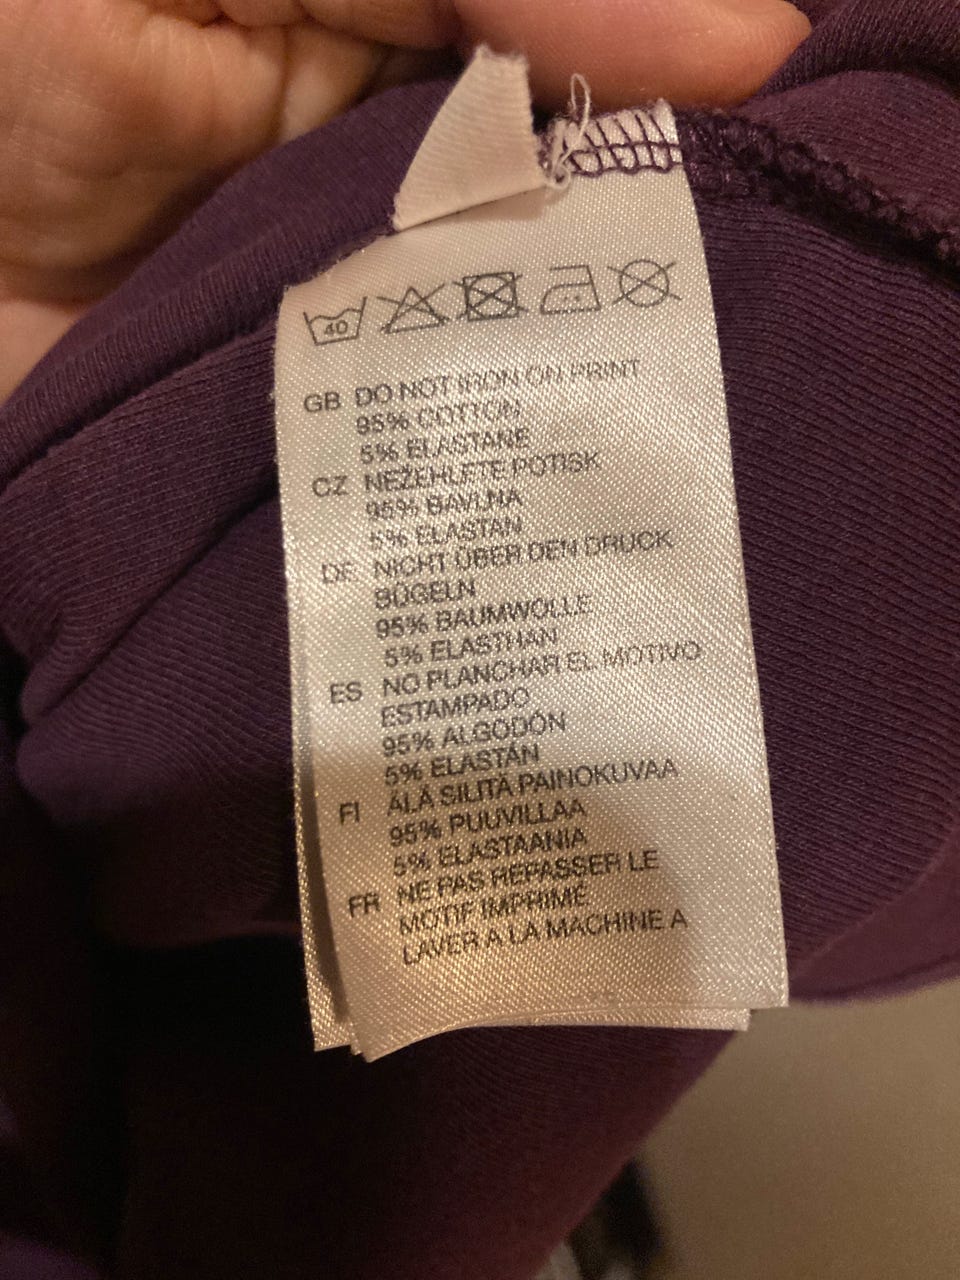 40
GB DO NOT IRON ON PRINT
95% COTTON
5% ELASTANE
CZ NEŽEHLETE POTISK
95% BAVLNA
5% ELASTAN
DE NICHT ÜBER DEN DRUCK
BÜGELN
95% BAUMWOLLE
5% ELASTHAN
ES NO PLANCHAR EL MOTIVO
ESTAMPADO
95% ALGODÓN
5% ELASTÁN
FI ÄLÄ SILITÄ PAINOKUVAA
95% PUUVILLAA
5% ELASTAANIA
FR NE PAS REPASSER LE
MOTIF IMPRIMÉ
LAVER A LA MACHINE A